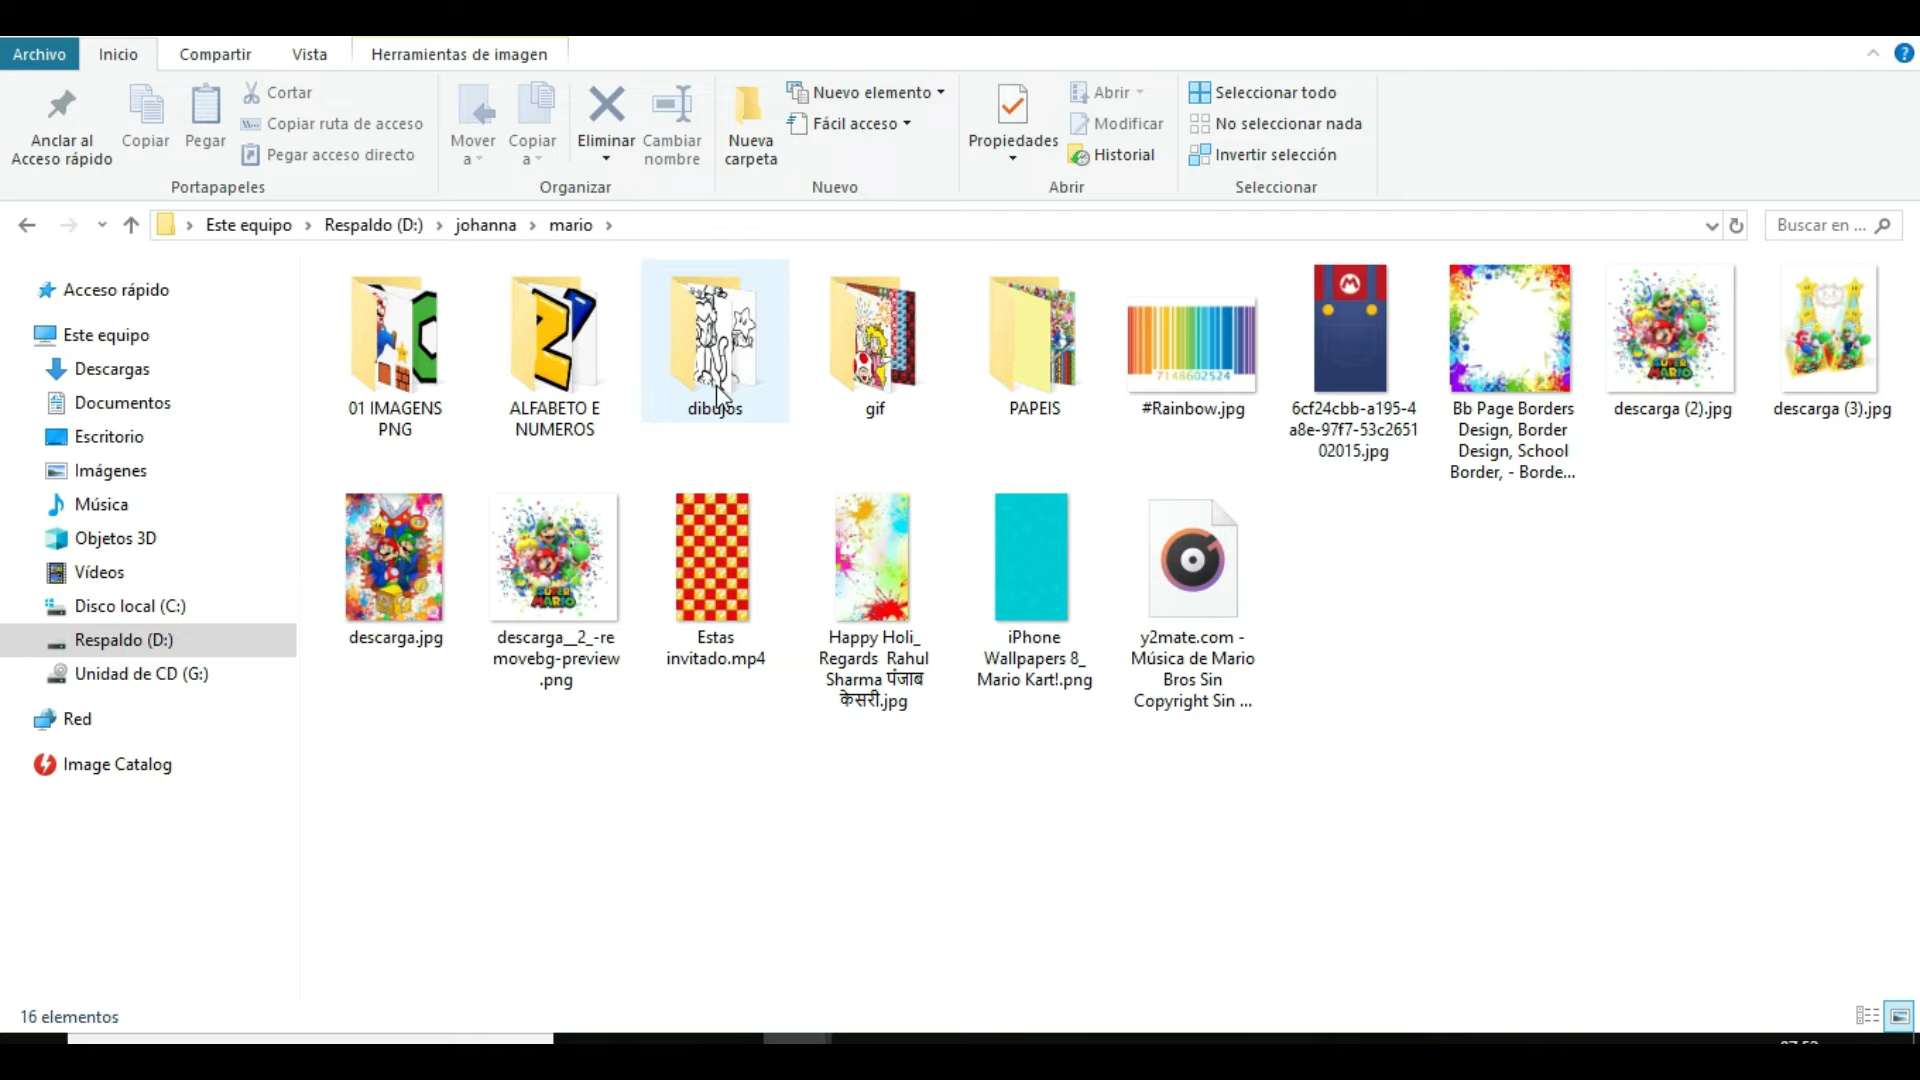 Archivo Inicio Compartir Vista Herramientas de imagen
Anclar al
Acceso rápido
Copiar
Pegar
Cortar
Copiar ruta de acceso
Pegar acceso directo
Portapapeles
Mover
a
Copiar
a
Eliminar
Cambiar
nombre
Organizar
Nueva
carpeta
Nuevo elemento
Fácil acceso
Nuevo
Propiedades
Abrir
Modificar
Historial
Abrir
Seleccionar todo
No seleccionar nada
Invertir selección
Seleccionar
Este equipo Respaldo (D:) johanna mario
Buscar en ...
Acceso rápido
Este equipo
Descargas
Documentos
Escritorio
Imágenes
Música
Objetos 3D
Vídeos
Disco local (C:)
Respaldo (D:)
Unidad de CD (G:)
Red
Image Catalog
01 IMAGENS
PNG
ALFABETO E
NUMEROS
dibujos
gif
PAPEIS
7148602524
#Rainbow.jpg
6cf24cbb-a195-4
a8e-97f7-53c2651
02015.jpg
Bb Page Borders
Design, Border
Design, School
Border, - Borde...
SUPER
MARIO
descarga (2).jpg
descarga (3).jpg
descarga.jpg
SUPER
MARIO
descarga__2_-re
movebg-preview
.png
Estas
invitado.mp4
Happy Holi_
Regards Rahul
Sharma पंजाब
केसरी.jpg
iPhone
Wallpapers 8_
Mario Kart!.png
y2mate.com -
Música de Mario
Bros Sin
Copyright Sin ...
16 elementos